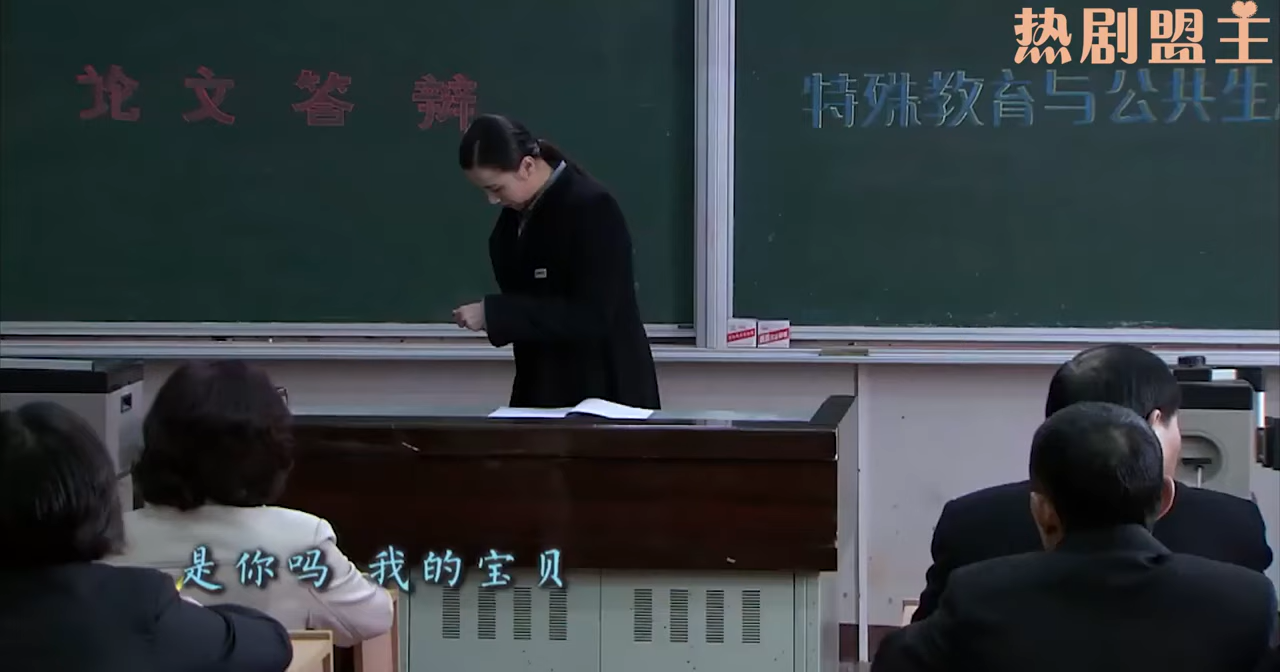 热剧盟主
论文答辩
特殊教育与公共生
是你吗 我的宝贝